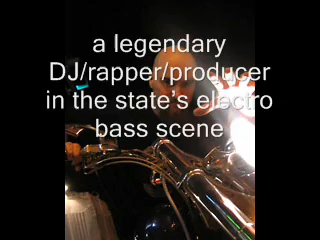 a legendary
DJ/rapper/producer
in the state's electro
bass scene